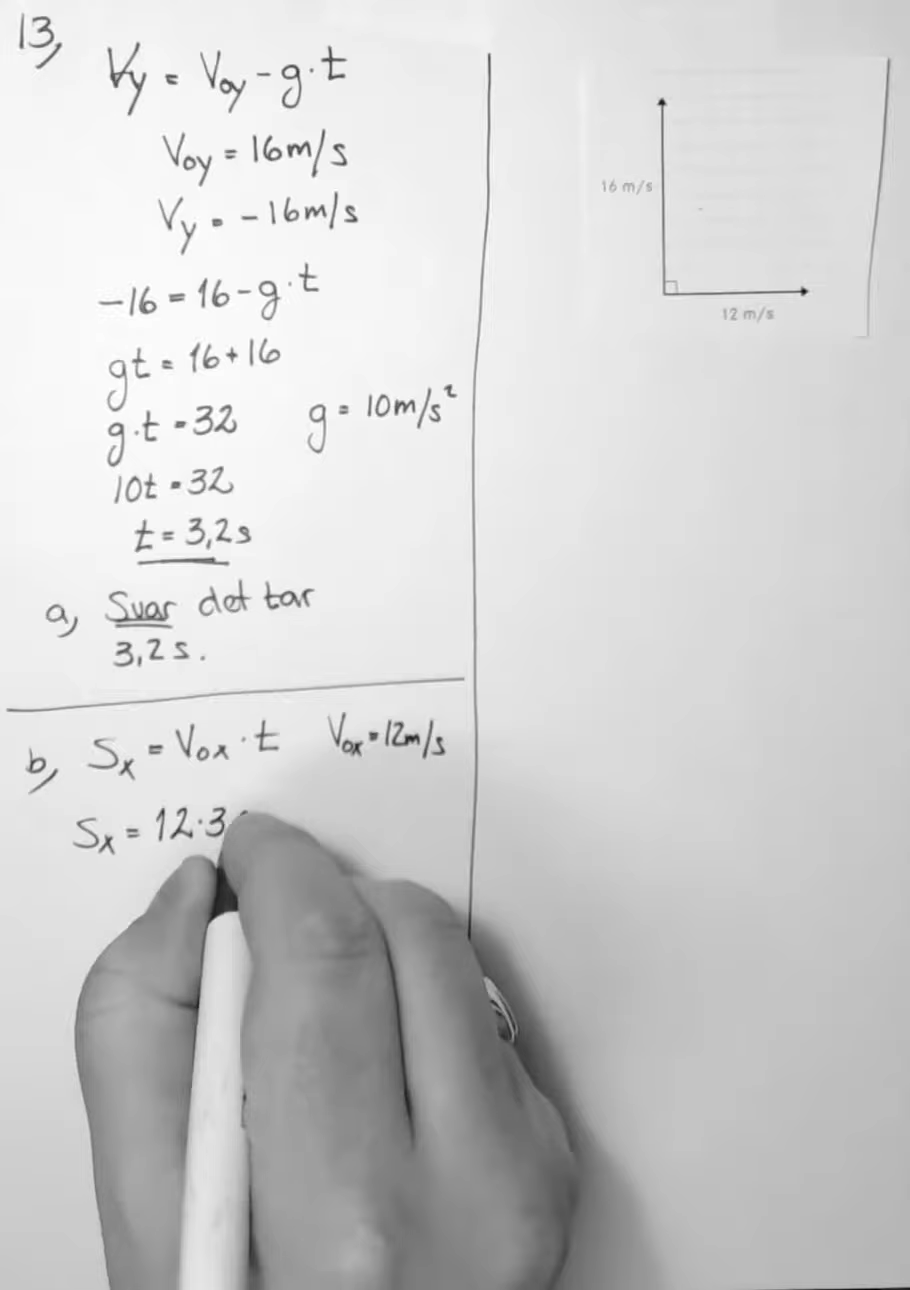 13,
Vy = Voy - g·t
Voy = 16m/s
Vy = -16m/s
-16 = 16 - g·t
gt = 16+16
g·t = 32 g = 10m/s²
10t = 32
t = 3,2s
a, Svar det tar
3,2 s.
b, Sx = Vox · t Vox = 12m/s
Sx = 12·3
16 m/s
12 m/s